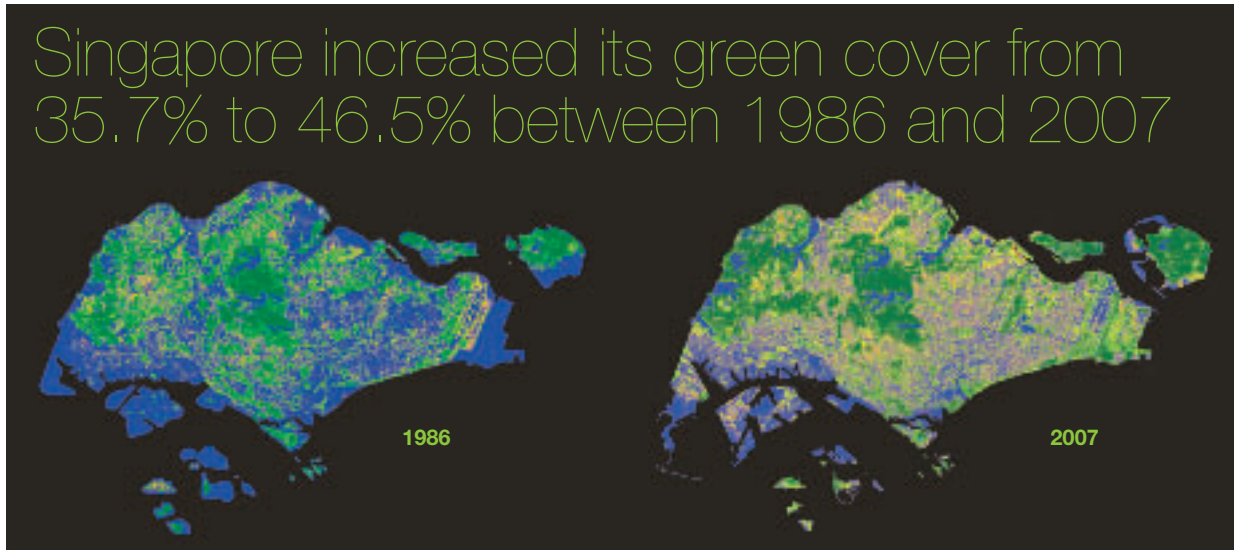 Singapore increased its green cover from
35.7% to 46.5% between 1986 and 2007
1986
2007